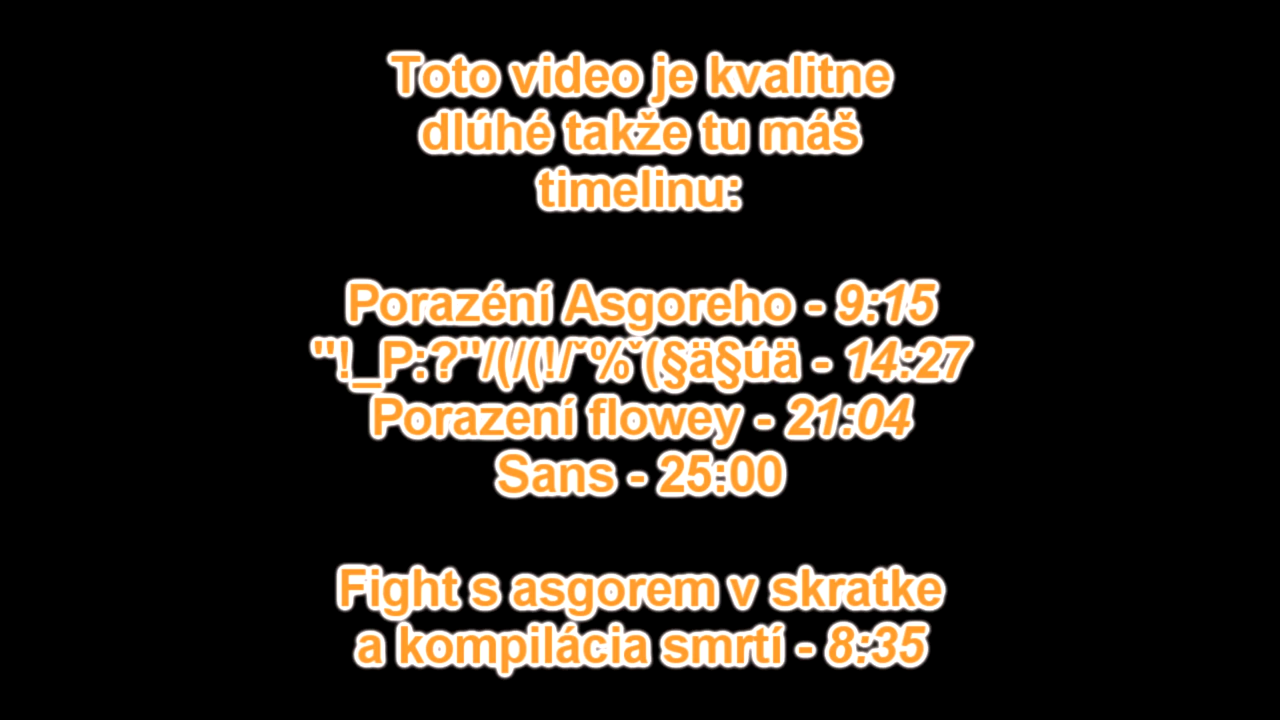 Toto video je kvalitne
dlúhé takže tu máš
timelinu:
Porazéní Asgoreho - 9:15
"!_P:?"/(/(!/ˇ%ˇ(§ä§úä - 14:27
Porazení flowey - 21:04
Sans - 25:00
Fight s asgorem v skratke
a kompilácia smrtí - 8:35